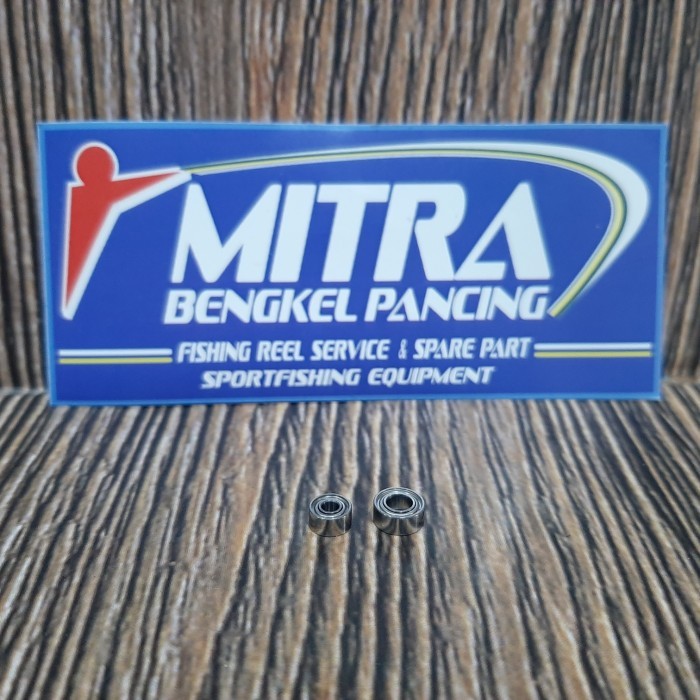 MITRA
BENGKEL PANCING
FISHING REEL SERVICE & SPARE PART
SPORTFISHING EQUIPMENT